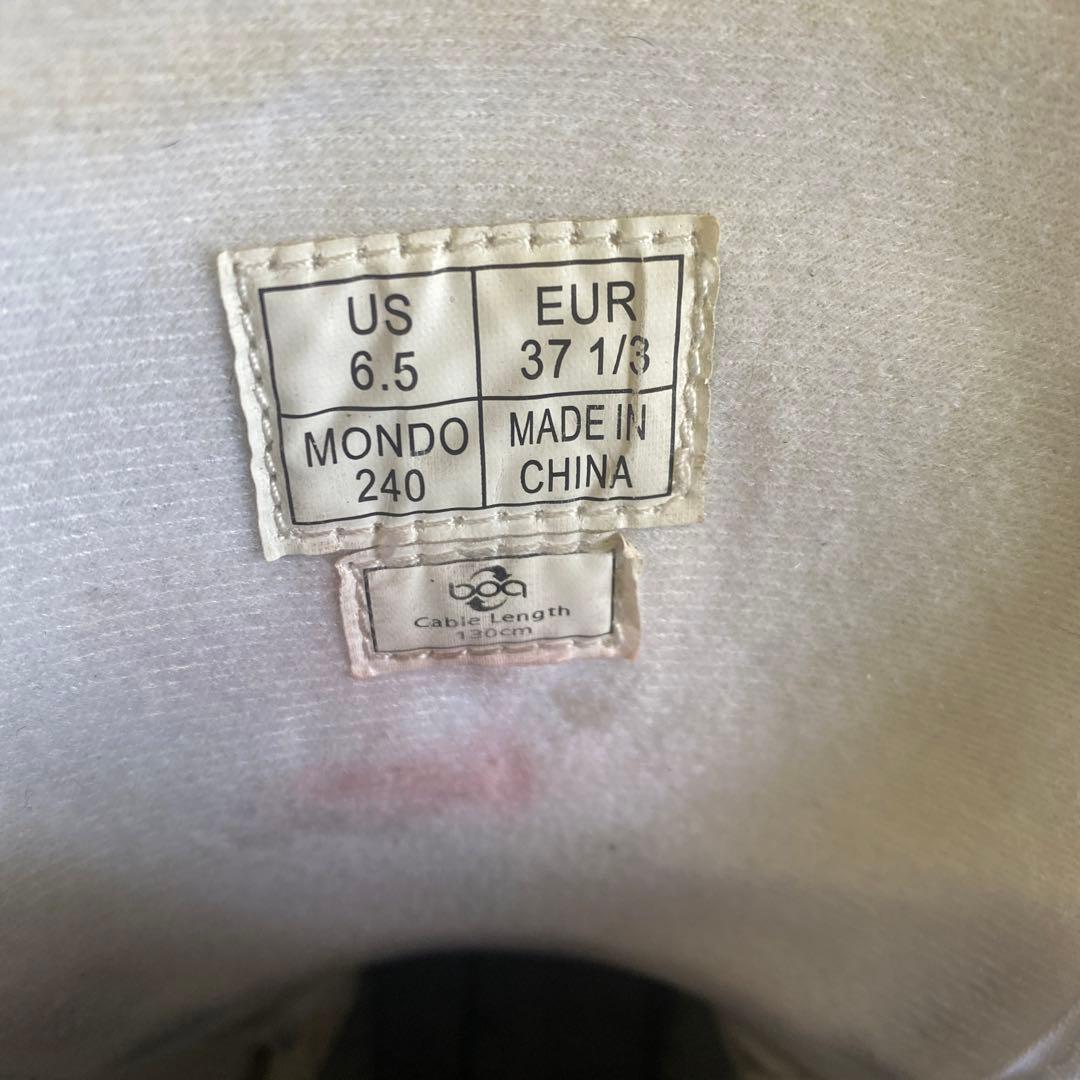 US
6.5
EUR
37 1/3
MONDO
240
MADE IN
CHINA
boa
Cable Length
130cm